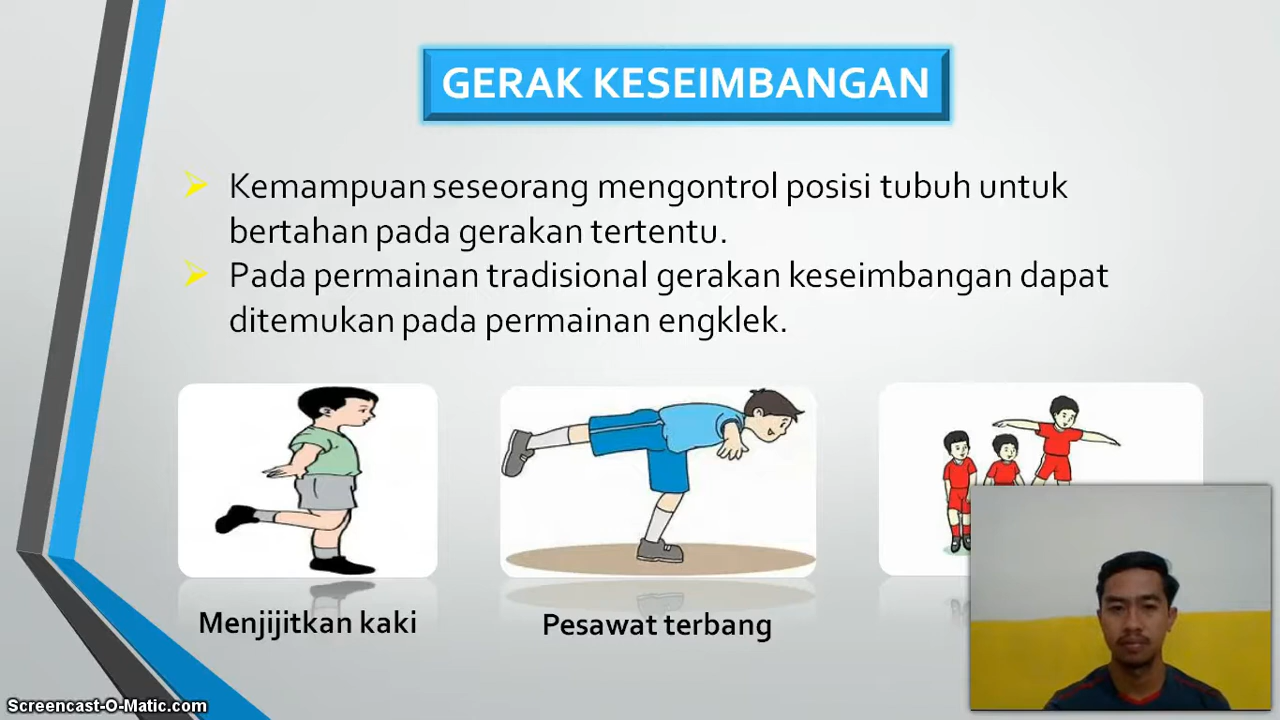 GERAK KESEIMBANGAN
Kemampuan seseorang mengontrol posisi tubuh untuk
bertahan pada gerakan tertentu.
Pada permainan tradisional gerakan keseimbangan dapat
ditemukan pada permainan engklek.
Menjijitkan kaki
Pesawat terbang
Screencast-O-Matic.com